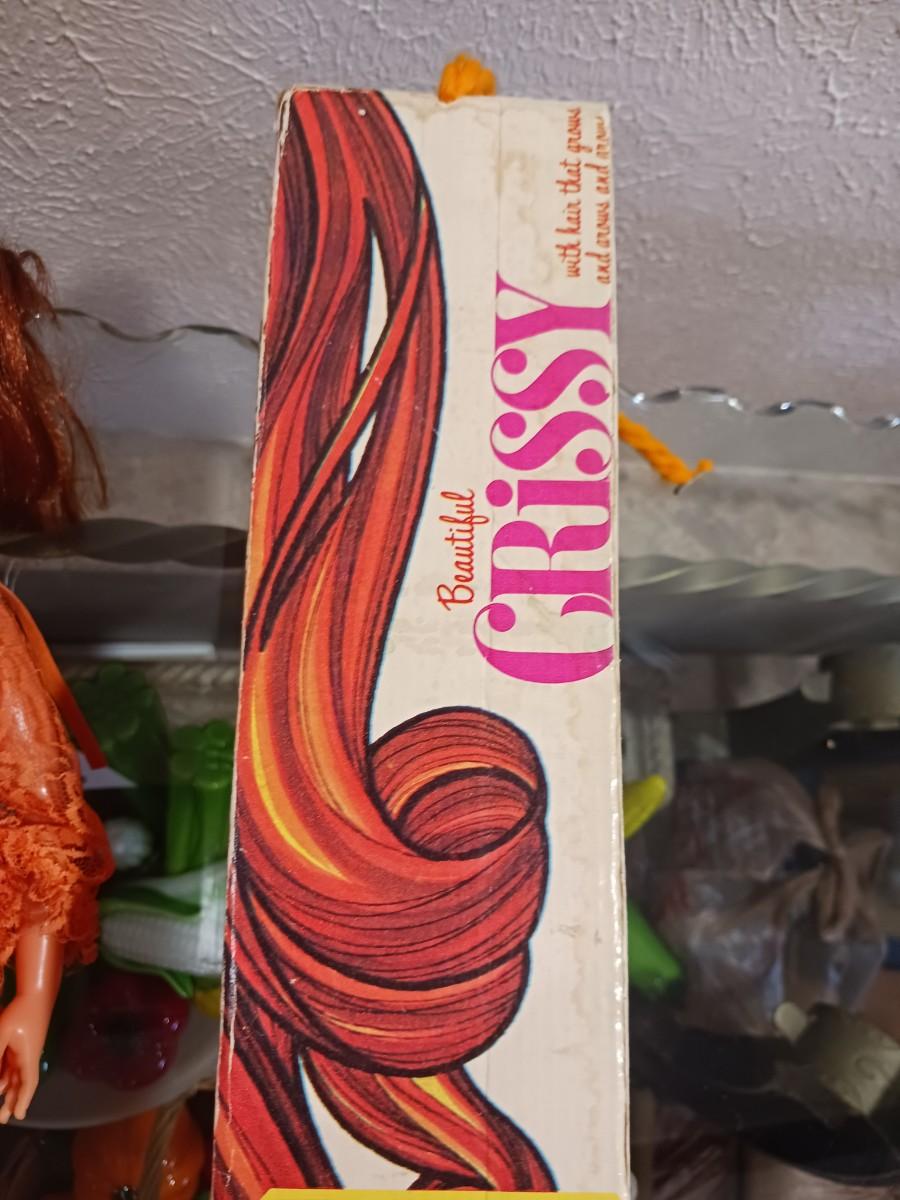 Beautiful
CRiSSY
with hair that grows
and grows and grows